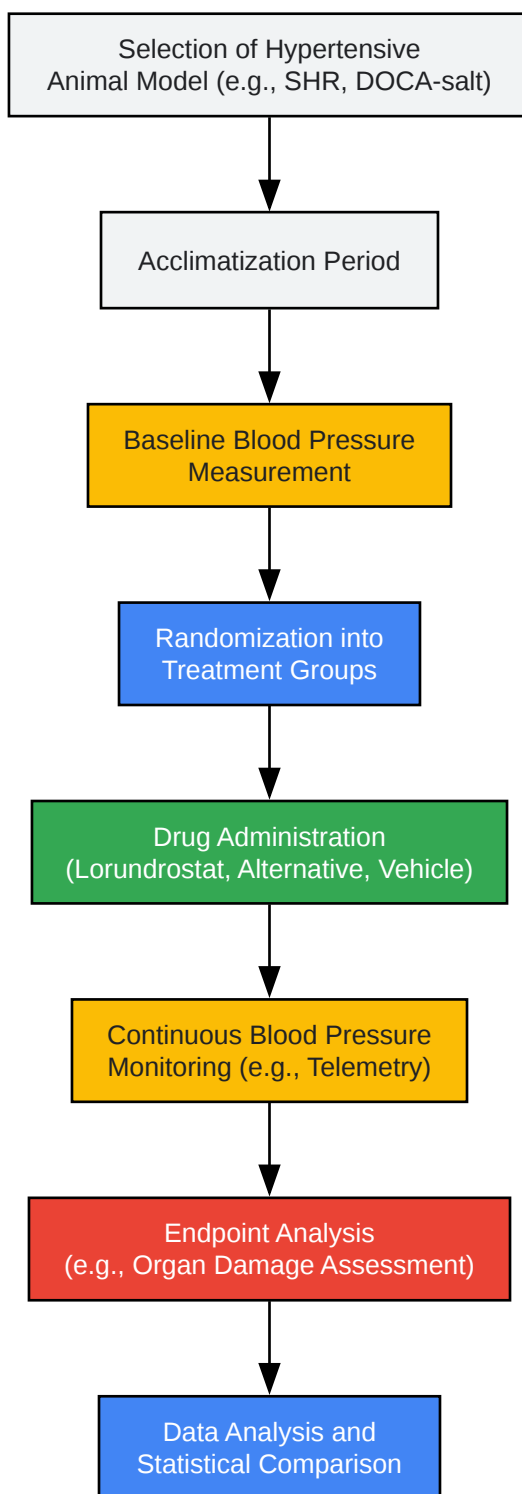 Selection of Hypertensive
Animal Model (e.g., SHR, DOCA-salt)
Acclimatization Period
Baseline Blood Pressure
Measurement
Randomization into
Treatment Groups
Drug Administration
(Lorundrostat, Alternative, Vehicle)
Continuous Blood Pressure
Monitoring (e.g., Telemetry)
Endpoint Analysis
(e.g., Organ Damage Assessment)
Data Analysis and
Statistical Comparison